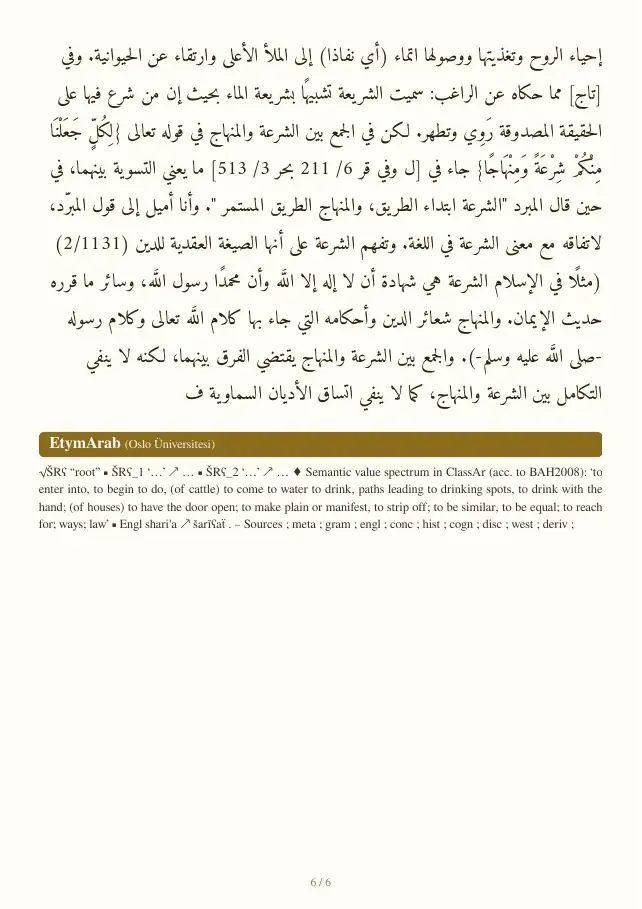 إحياء الروح وتغذيتها ووصولها اتماء (أي نفاذا) إلى الملأ الأعلى وارتقاء عن الحيوانية. وفي
[تاج] مما حكاه عن الراغب: سميت الشريعة تشبيهًا بشريعة الماء بحيث إن من شرع فيها على
الحقيقة المصدوقة رَوِي وتطهر. لكن في الجمع بين الشرعة والمنهاج في قوله تعالى {لِكُلٍّ جَعَلْنَا
مِنْكُمْ شِرْعَةً وَمِنْهَاجًا} جاء في [ل وفي قر 6/ 211 بحر 3/ 513] ما يعني التسوية بينهما، في
حين قال المبرد "الشرعة ابتداء الطريق، والمنهاج الطريق المستمر ". وأنا أميل إلى قول المبرّد،
لاتفاقه مع معنى الشرعة في اللغة. وتفهم الشرعة على أنها الصيغة العقدية للدين (2/1131)
(مثلًا في الإسلام الشرعة هي شهادة أن لا إله إلا الله وأن محمدًا رسول الله، وسائر ما قرره
حديث الإيمان. والمنهاج شعائر الدين وأحكامه التي جاء بها كلام الله تعالى وكلام رسوله
-صلى الله عليه وسلم-). والجمع بين الشرعة والمنهاج يقتضي الفرق بينهما، لكنه لا ينفي
التكامل بين الشرعة والمنهاج، كما لا ينفي اتساق الأديان السماوية ف
EtymArab (Oslo Üniversitesi)
√ŠRʕ “root” ▪ ŠRʕ_1 ‘…’ ↗ … ▪ ŠRʕ_2 ‘…’ ↗ … ♦ Semantic value spectrum in ClassAr (acc. to BAH2008): ‘to
enter into, to begin to do, (of cattle) to come to water to drink, paths leading to drinking spots, to drink with the
hand; (of houses) to have the door open; to make plain or manifest, to strip off; to be similar, to be equal; to reach
for; ways; law’ ▪ Engl shari'a ↗ šarīʕaẗ . – Sources ; meta ; gram ; engl ; conc ; hist ; cogn ; disc ; west ; deriv ;
6 / 6